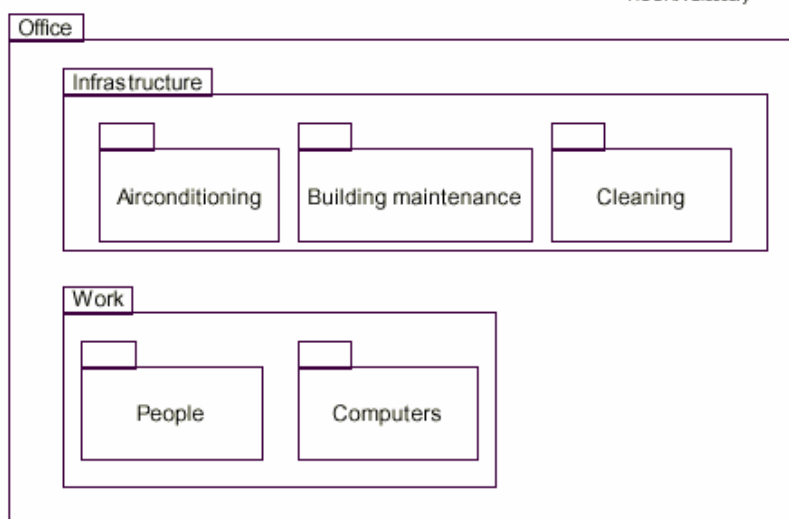 Office
Infrastructure
Airconditioning
Building maintenance
Cleaning
Work
People
Computers